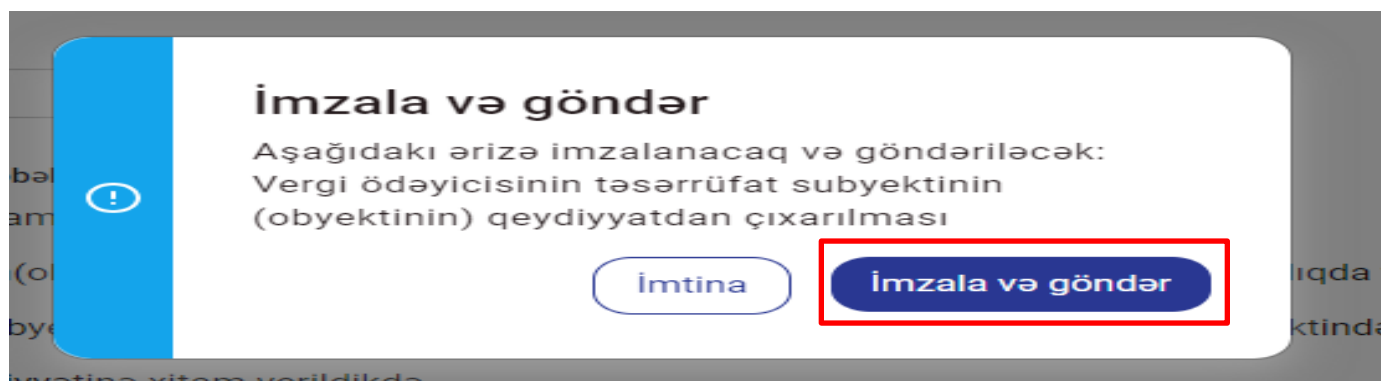 İmzala və göndər
Aşağıdakı ərizə imzalanacaq və göndəriləcək:
Vergi ödəyicisinin təsərrüfat subyektinin
(obyektinin) qeydiyyatdan çıxarılması
İmtina
İmzala və göndər